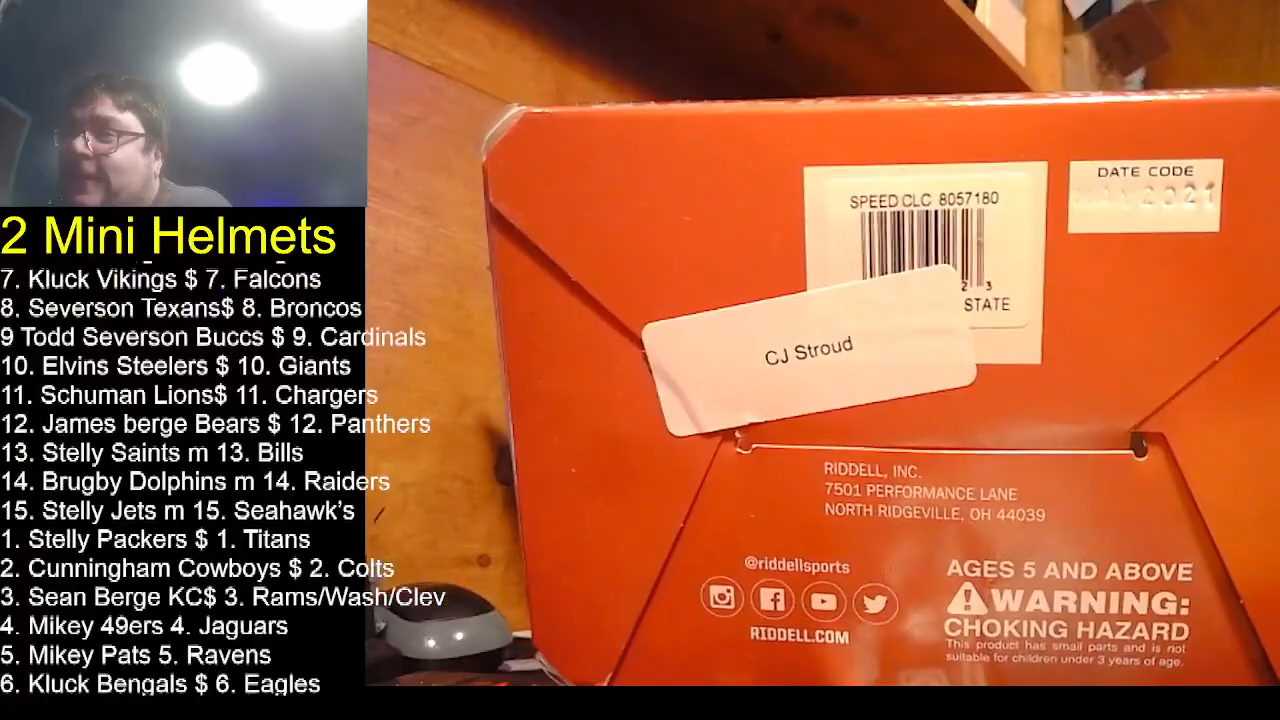 2 Mini Helmets
7. Kluck Vikings $ 7. Falcons
8. Severson Texans$ 8. Broncos
9 Todd Severson Buccs $ 9. Cardinals
10. Elvins Steelers $ 10. Giants
11. Schuman Lions$ 11. Chargers
12. James berge Bears $ 12. Panthers
13. Stelly Saints m 13. Bills
14. Brugby Dolphins m 14. Raiders
15. Stelly Jets m 15. Seahawk’s
1. Stelly Packers $ 1. Titans
2. Cunningham Cowboys $ 2. Colts
3. Sean Berge KC$ 3. Rams/Wash/Clev
4. Mikey 49ers 4. Jaguars
5. Mikey Pats 5. Ravens
6. Kluck Bengals $ 6. Eagles
SPEED CLC 8057180
2 3
STATE
DATE CODE
MAY2021
CJ Stroud
RIDDELL, INC.
7501 PERFORMANCE LANE
NORTH RIDGEVILLE, OH 44039
@riddellsports
RIDDELL.COM
AGES 5 AND ABOVE
WARNING:
CHOKING HAZARD
This product has small parts and is not
suitable for children under 3 years of age.